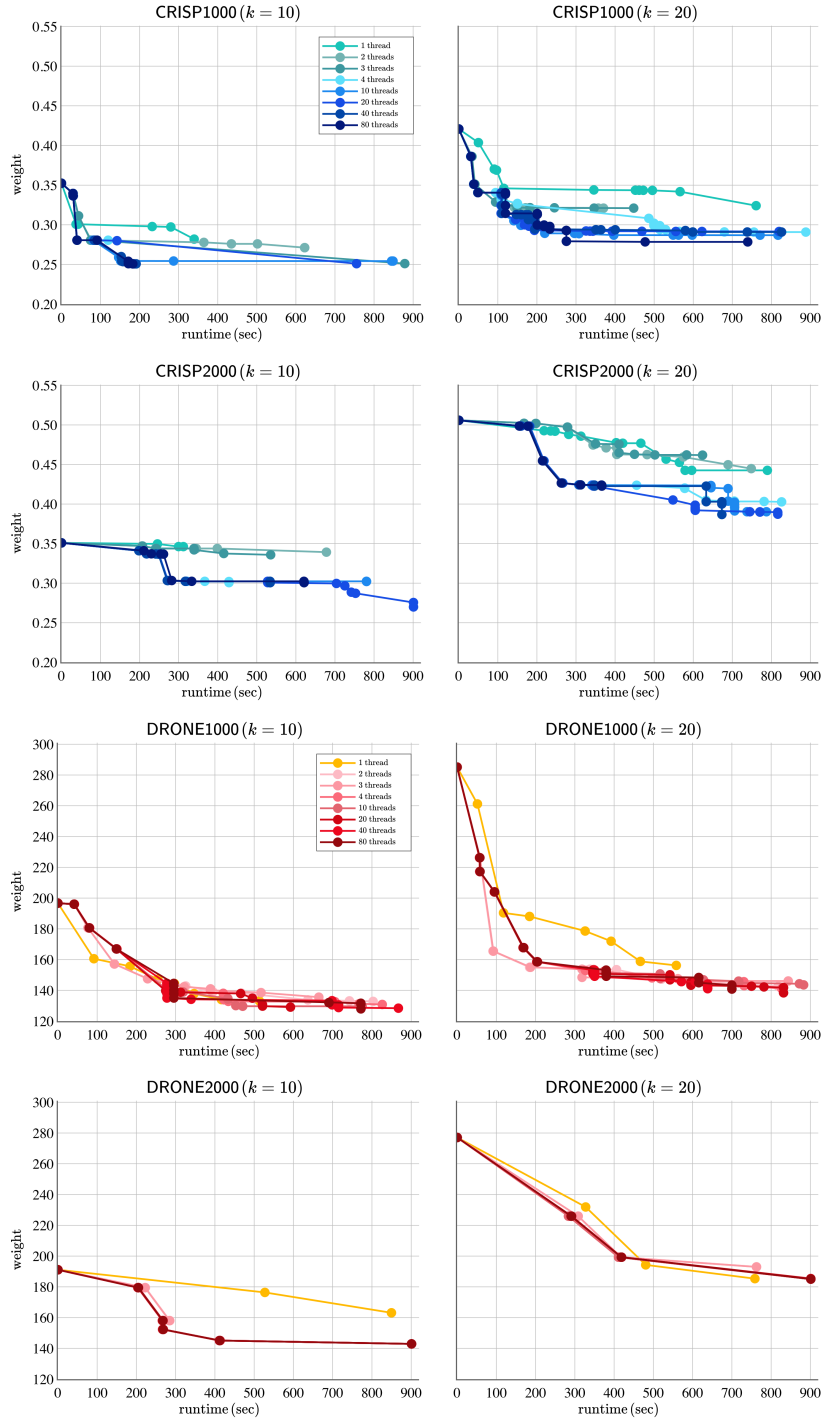 CRISP1000 (k = 10)
CRISP1000 (k = 20)
0.55
0.50
0.45
0.40
0.35
0.30
0.25
0.20
weight
1 thread
2 threads
3 threads
4 threads
10 threads
20 threads
40 threads
80 threads
0 100 200 300 400 500 600 700 800 900
0 100 200 300 400 500 600 700 800 900
runtime (sec)
runtime (sec)
CRISP2000 (k = 10)
CRISP2000 (k = 20)
0.55
0.50
0.45
0.40
0.35
0.30
0.25
0.20
weight
0 100 200 300 400 500 600 700 800 900
0 100 200 300 400 500 600 700 800 900
runtime (sec)
runtime (sec)
DRONE1000 (k = 10)
DRONE1000 (k = 20)
300
280
260
240
220
200
180
160
140
120
weight
1 thread
2 threads
3 threads
4 threads
10 threads
20 threads
40 threads
80 threads
0 100 200 300 400 500 600 700 800 900
0 100 200 300 400 500 600 700 800 900
runtime (sec)
runtime (sec)
DRONE2000 (k = 10)
DRONE2000 (k = 20)
300
280
260
240
220
200
180
160
140
120
weight
0 100 200 300 400 500 600 700 800 900
0 100 200 300 400 500 600 700 800 900
runtime (sec)
runtime (sec)